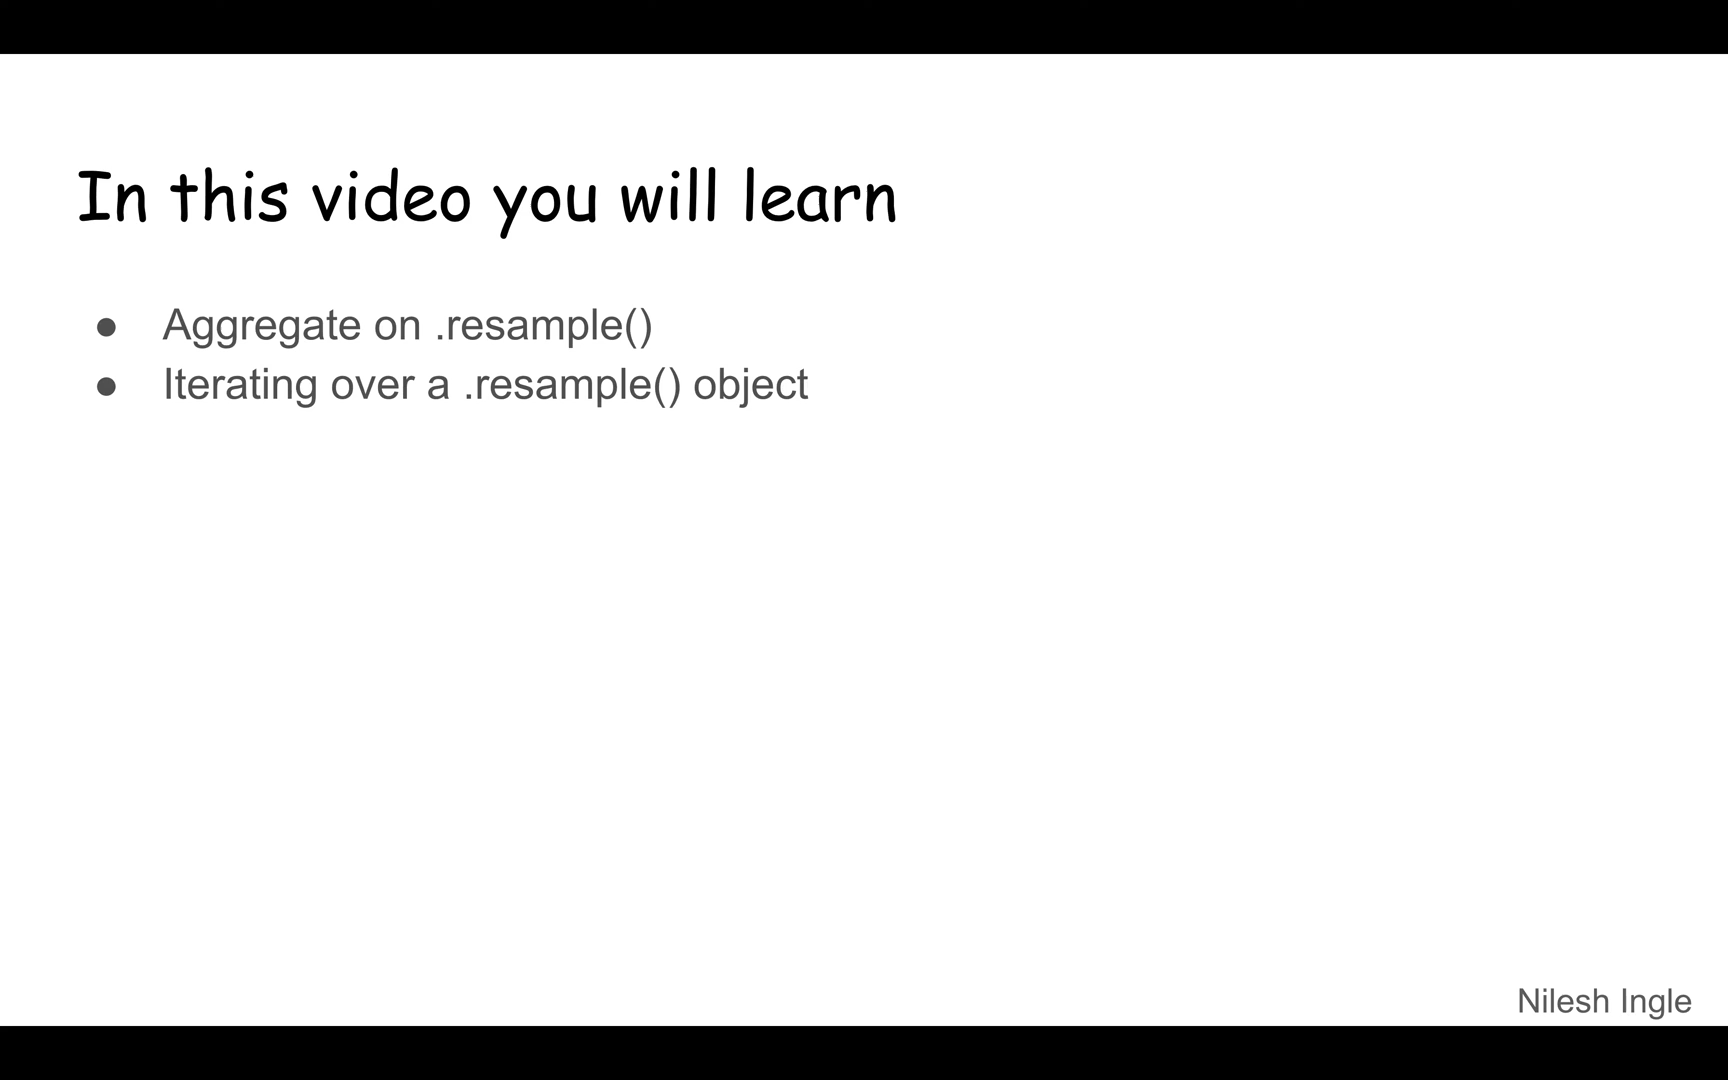 In this video you will learn
● Aggregate on .resample()
● Iterating over a .resample() object
Nilesh Ingle